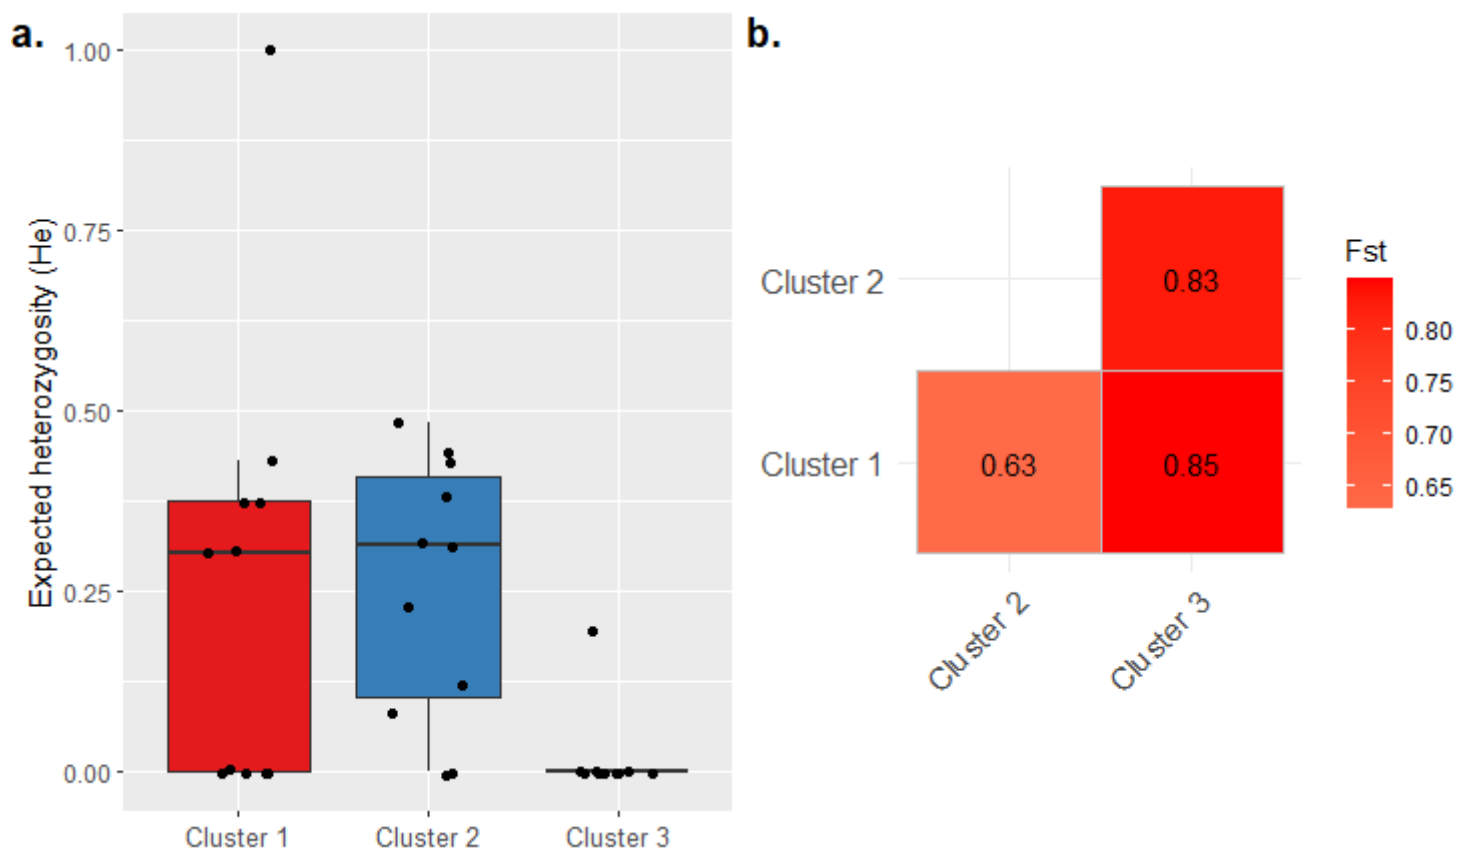 a.
Expected heterozygosity (He)
1.00
0.75
0.50
0.25
0.00
Cluster 1
Cluster 2
Cluster 3
b.
Cluster 2
Cluster 1
0.83
0.63
0.85
Cluster 2
Cluster 3
Fst
0.80
0.75
0.70
0.65